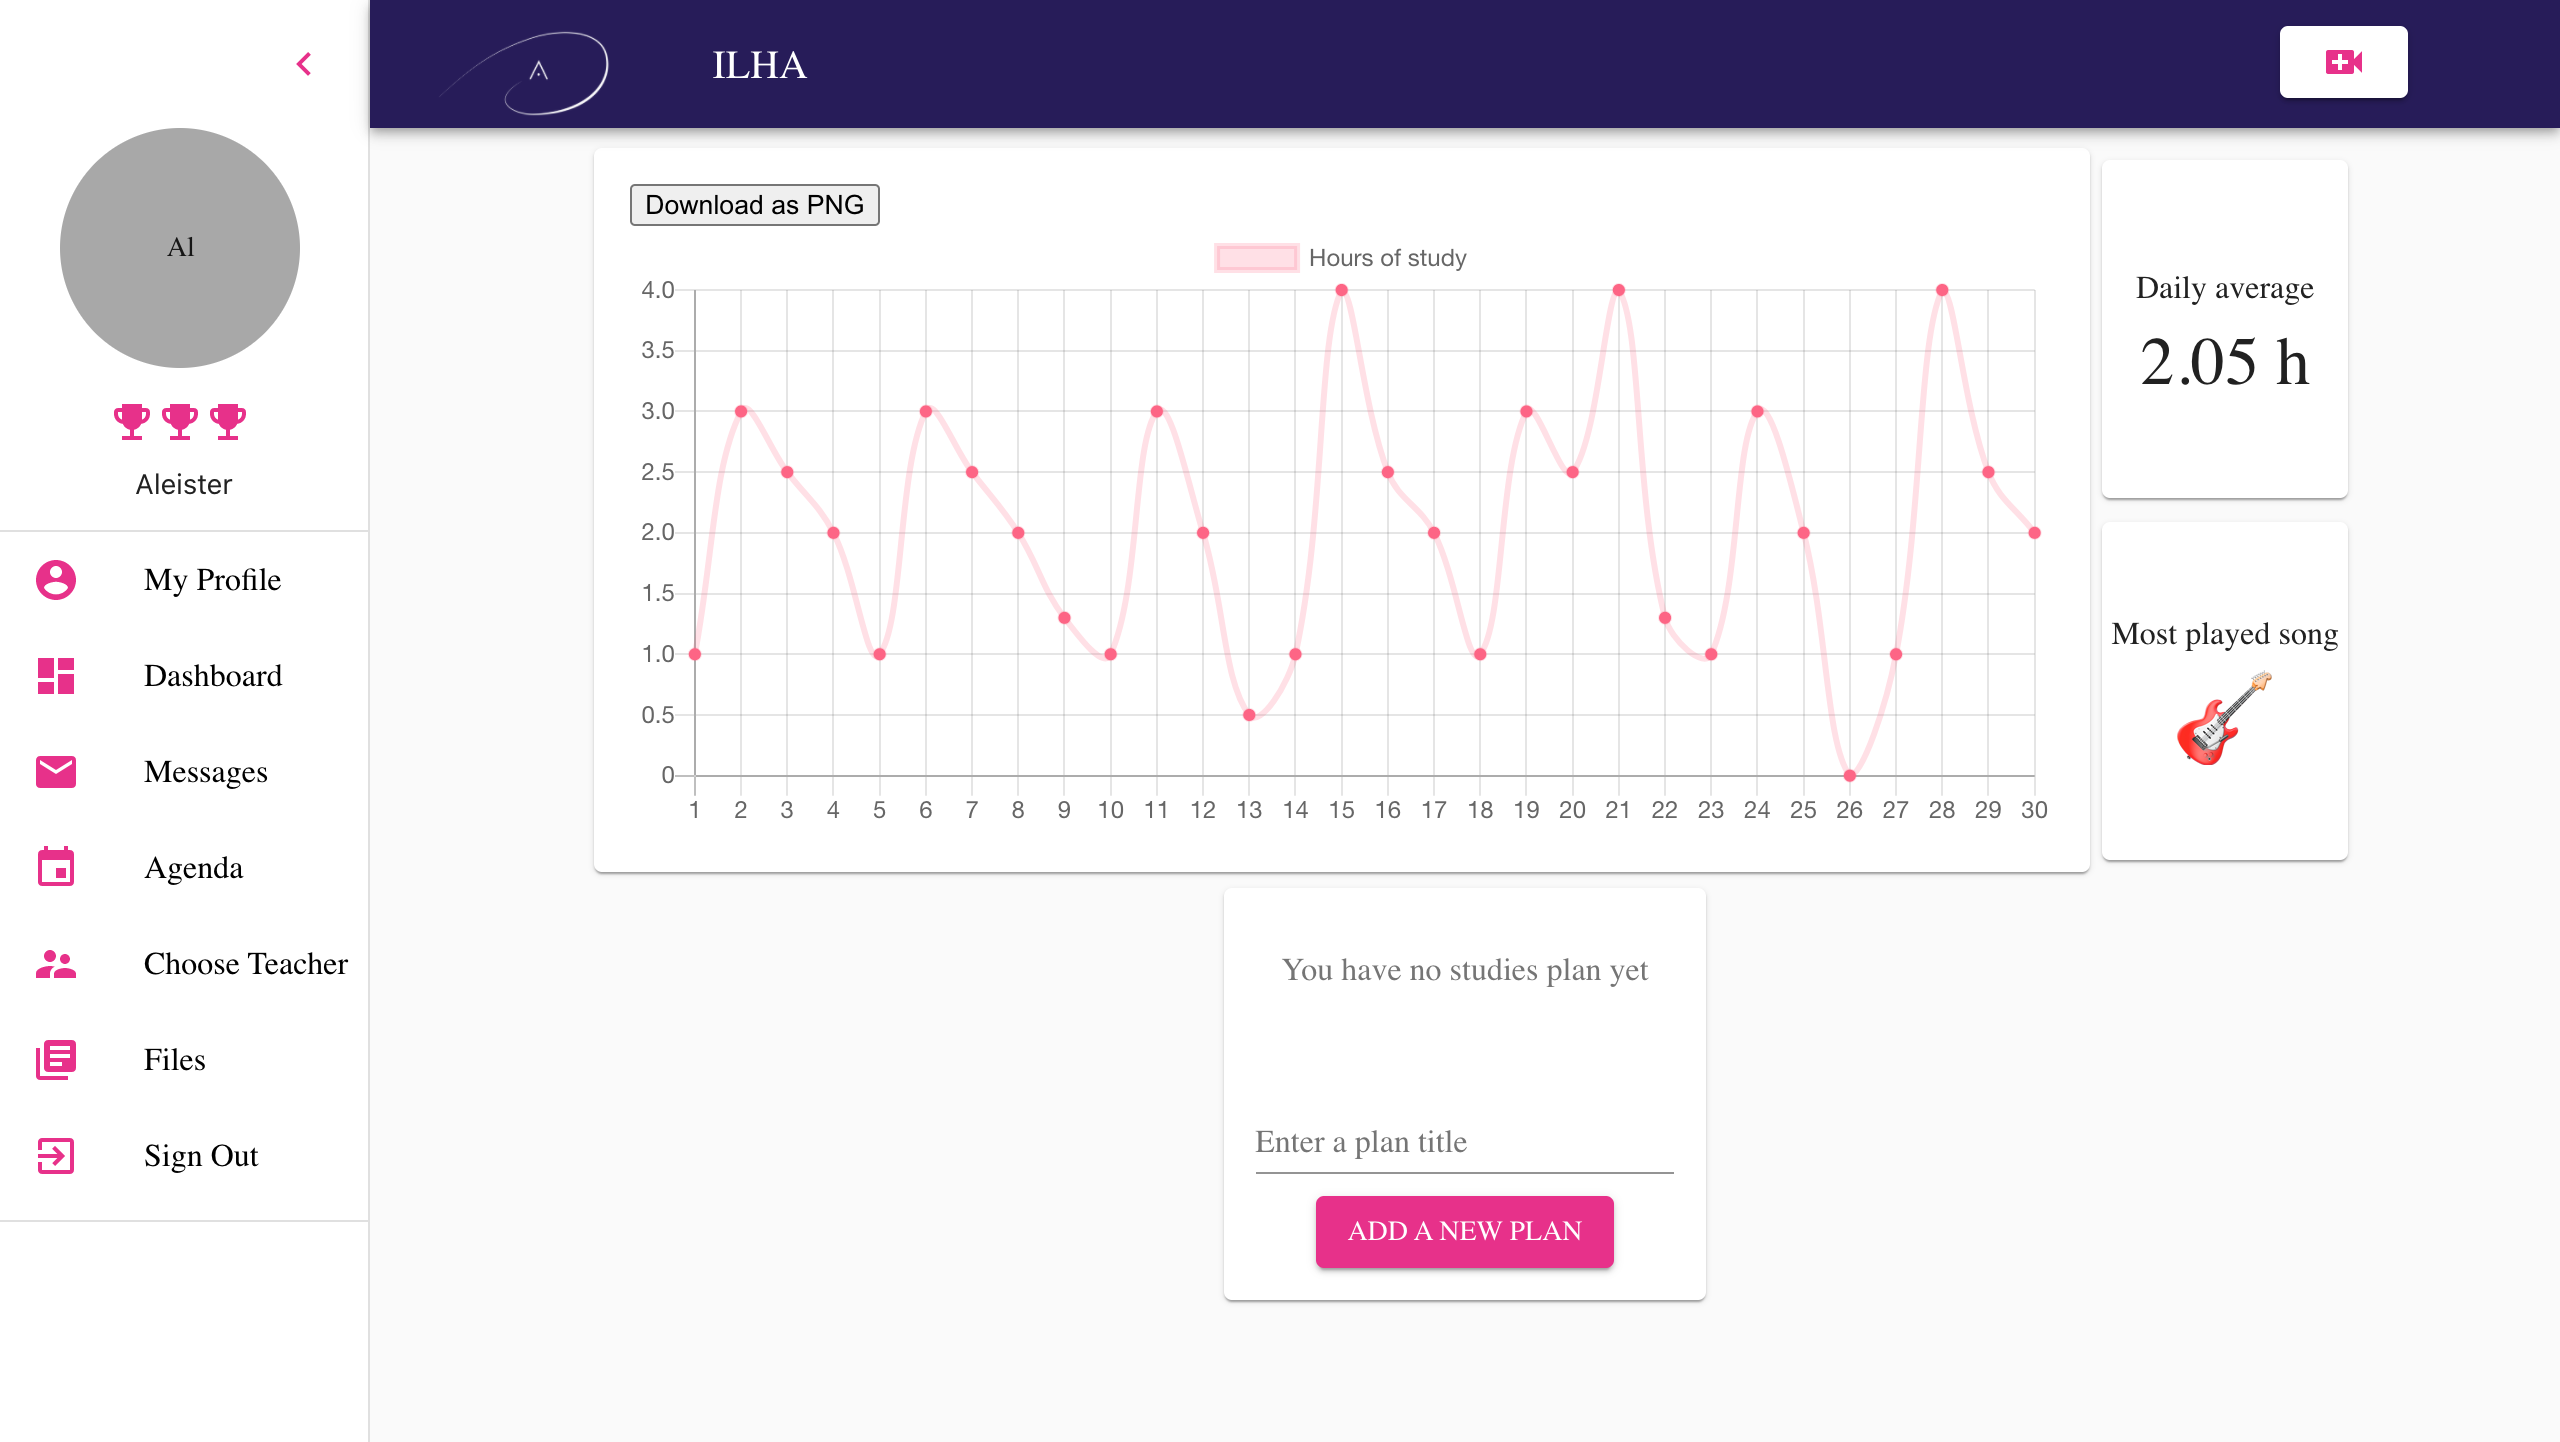 ILHA
Al
Aleister
My Profile
Dashboard
Messages
Agenda
Choose Teacher
Files
Sign Out
Download as PNG
Hours of study
4.0
3.5
3.0
2.5
2.0
1.5
1.0
0.5
0
1 2 3 4 5 6 7 8 9 10 11 12 13 14 15 16 17 18 19 20 21 22 23 24 25 26 27 28 29 30
Daily average
2.05 h
Most played song
You have no studies plan yet
Enter a plan title
ADD A NEW PLAN